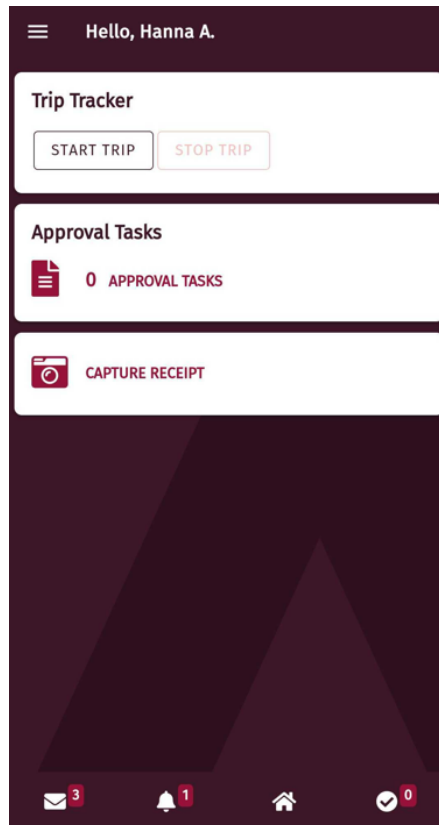 Hello, Hanna A.
Trip Tracker
START TRIP STOP TRIP
Approval Tasks
0 APPROVAL TASKS
CAPTURE RECEIPT
3 1 0